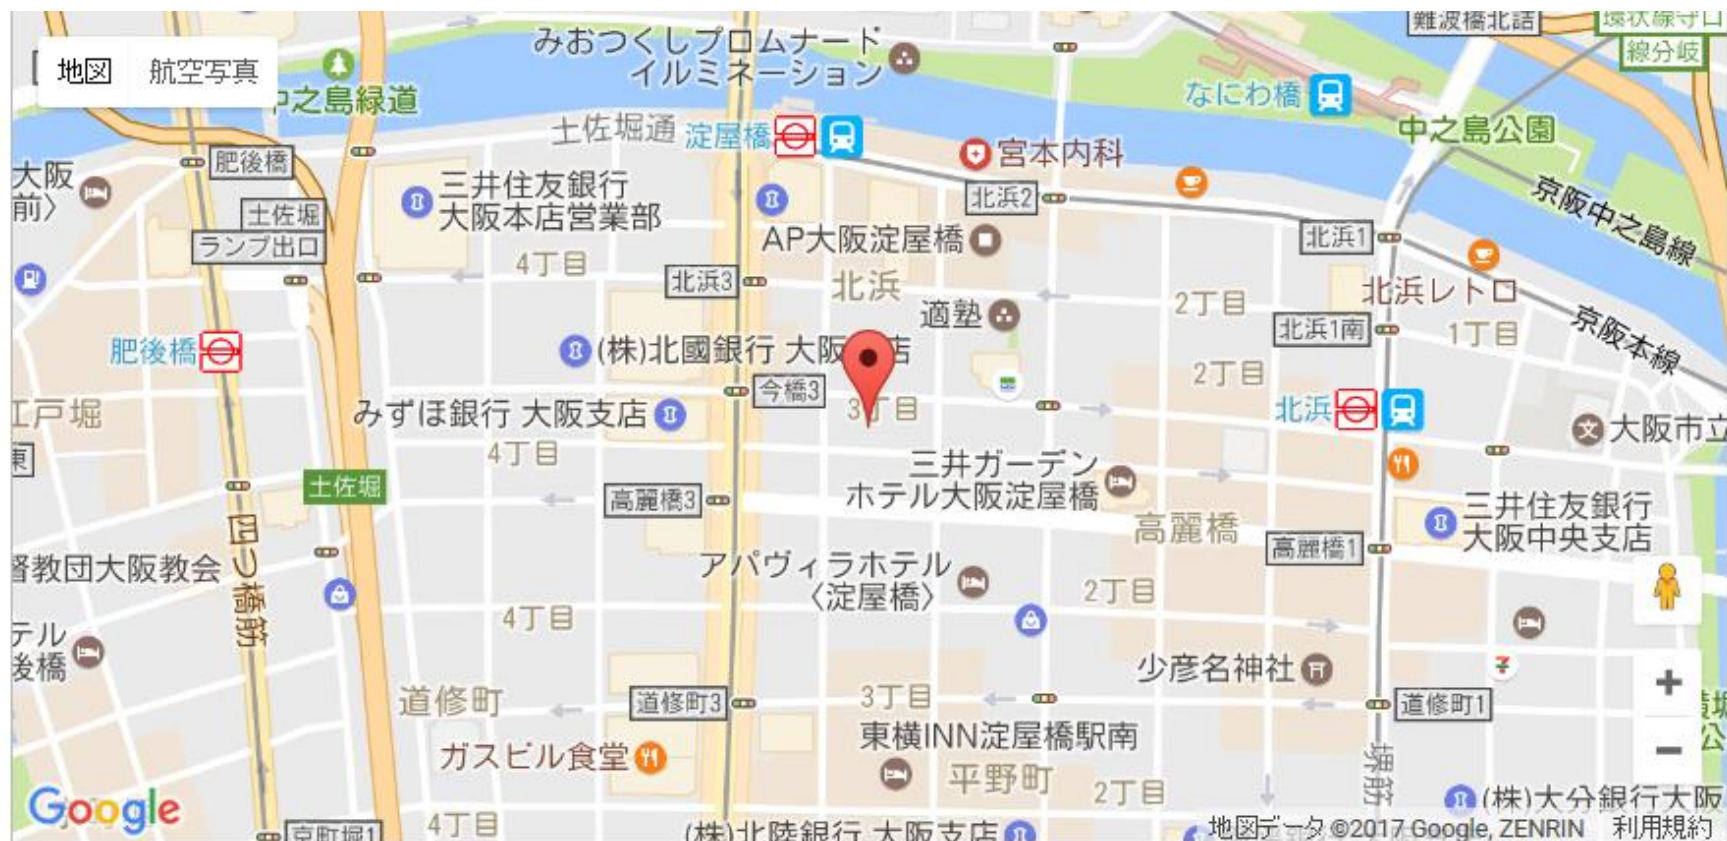 難波橋北詰
環状線守口
線分岐
みおつくしプロムナード
イルミネーション
地図
航空写真
中之島緑道
なにわ橋
中之島公園
土佐堀通
淀屋橋
宮本内科
肥後橋
大阪
前〉
三井住友銀行
大阪本店営業部
北浜2
京阪中之島線
土佐堀
ランプ出口
AP大阪淀屋橋
北浜1
4丁目
北浜3
北浜
北浜レトロ
2丁目
適塾
北浜1南
1丁目
京阪本線
肥後橋
(株)北國銀行 大阪
店
2丁目
今橋3
3丁目
北浜
江戸堀
みずほ銀行 大阪支店
大阪市立
4丁目
三井ガーデン
ホテル大阪淀屋橋
東
土佐堀
高麗橋3
高麗橋
三井住友銀行
大阪中央支店
四つ橋筋
高麗橋1
督教団大阪教会
アパヴィラホテル
〈淀屋橋〉
2丁目
4丁目
テル
後橋
少彦名神社
道修町
道修町3
3丁目
道修町1
東横INN淀屋橋駅南
ガスビル食堂
平野町
堺筋
2丁目
(株)大分銀行大阪
Google
京町堀1
4丁目
(株)北陸銀行 大阪支店
地図データ ©2017 Google, ZENRIN
利用規約